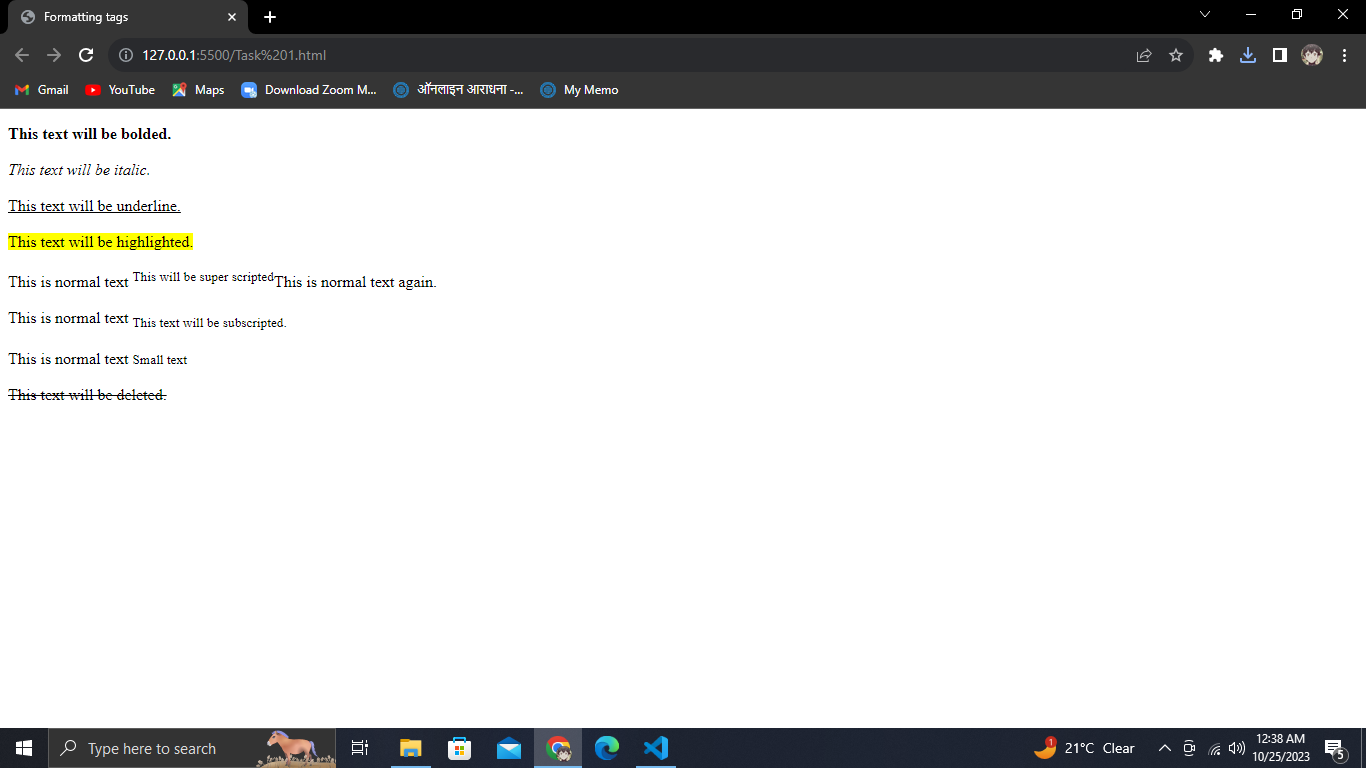 Formatting tags
127.0.0.1:5500/Task%201.html
Gmail YouTube Maps Download Zoom M... ऑनलाइन आराधना -... My Memo
This text will be bolded.
This text will be italic.
This text will be underline.
This text will be highlighted.
This is normal text This will be super scriptedThis is normal text again.
This is normal text This text will be subscripted.
This is normal text Small text
This text will be deleted.
Type here to search 1 21°C Clear 12:38 AM
10/25/2023 5